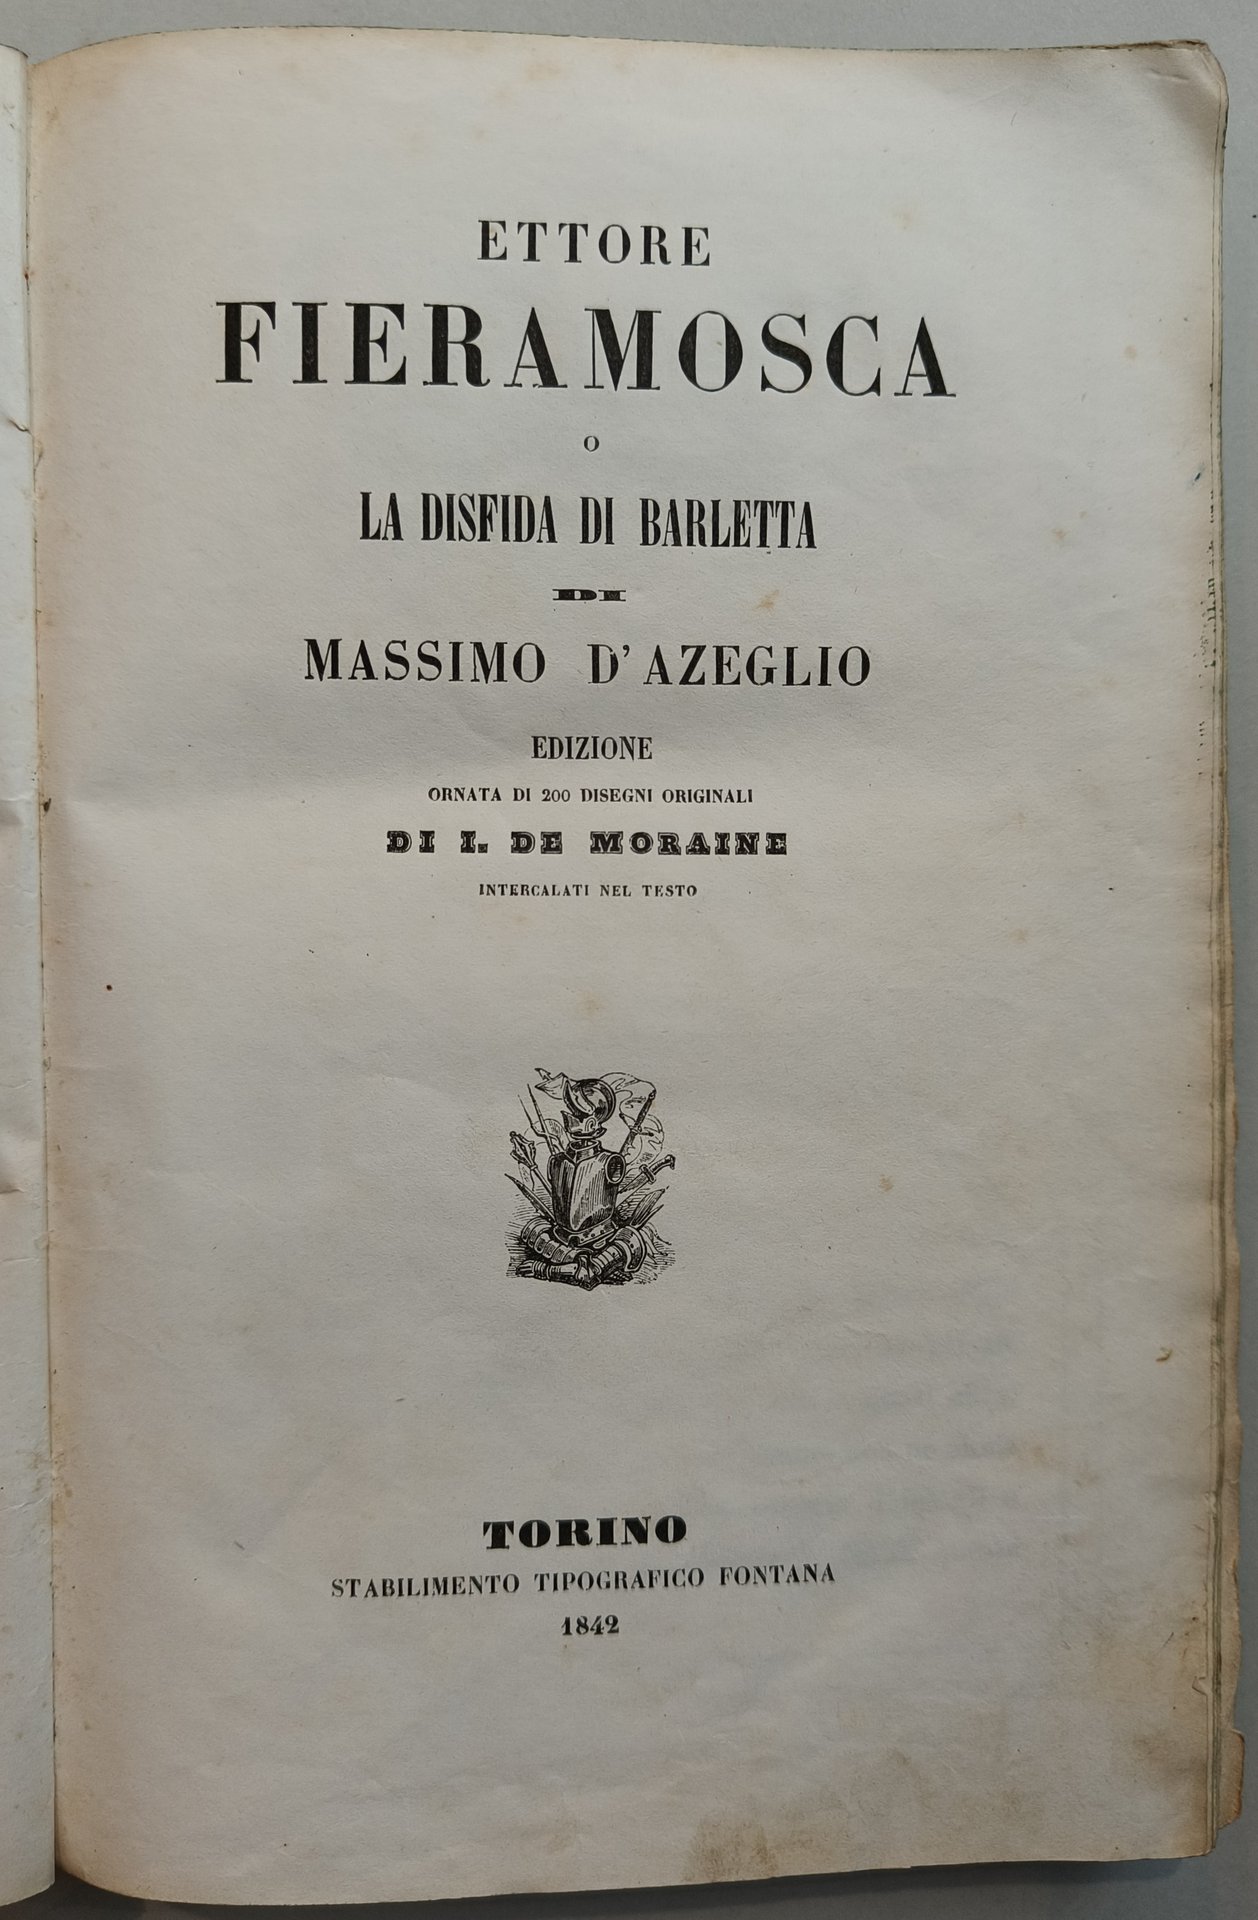 ETTORE
FIERAMOSCA
O
LA DISFIDA DI BARLETTA
DI
MASSIMO D'AZEGLIO
EDIZIONE
ORNATA DI 200 DISEGNI ORIGINALI
DI I. DE MORAINE
INTERCALATI NEL TESTO
TORINO
STABILIMENTO TIPOGRAFICO FONTANA
1842